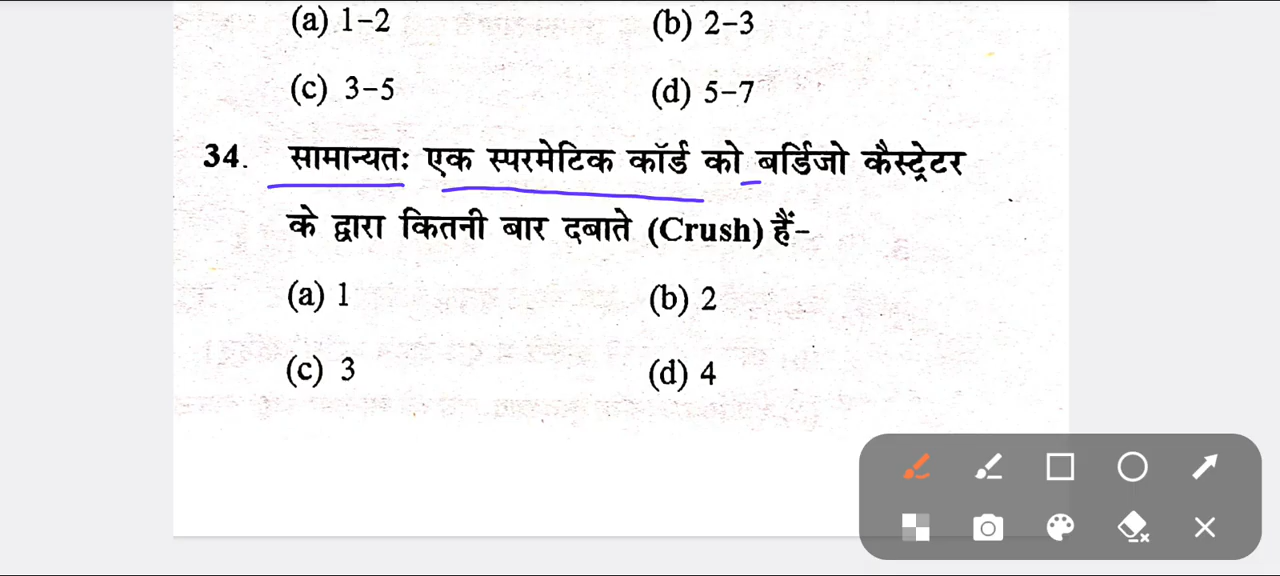 (a) 1-2 (b) 2-3
(c) 3-5 (d) 5-7
34. सामान्यतः एक स्परमेटिक कॉर्ड को बर्डिजो कैस्ट्रेटर
के द्वारा कितनी बार दबाते (Crush) हैं-
(a) 1 (b) 2
(c) 3 (d) 4